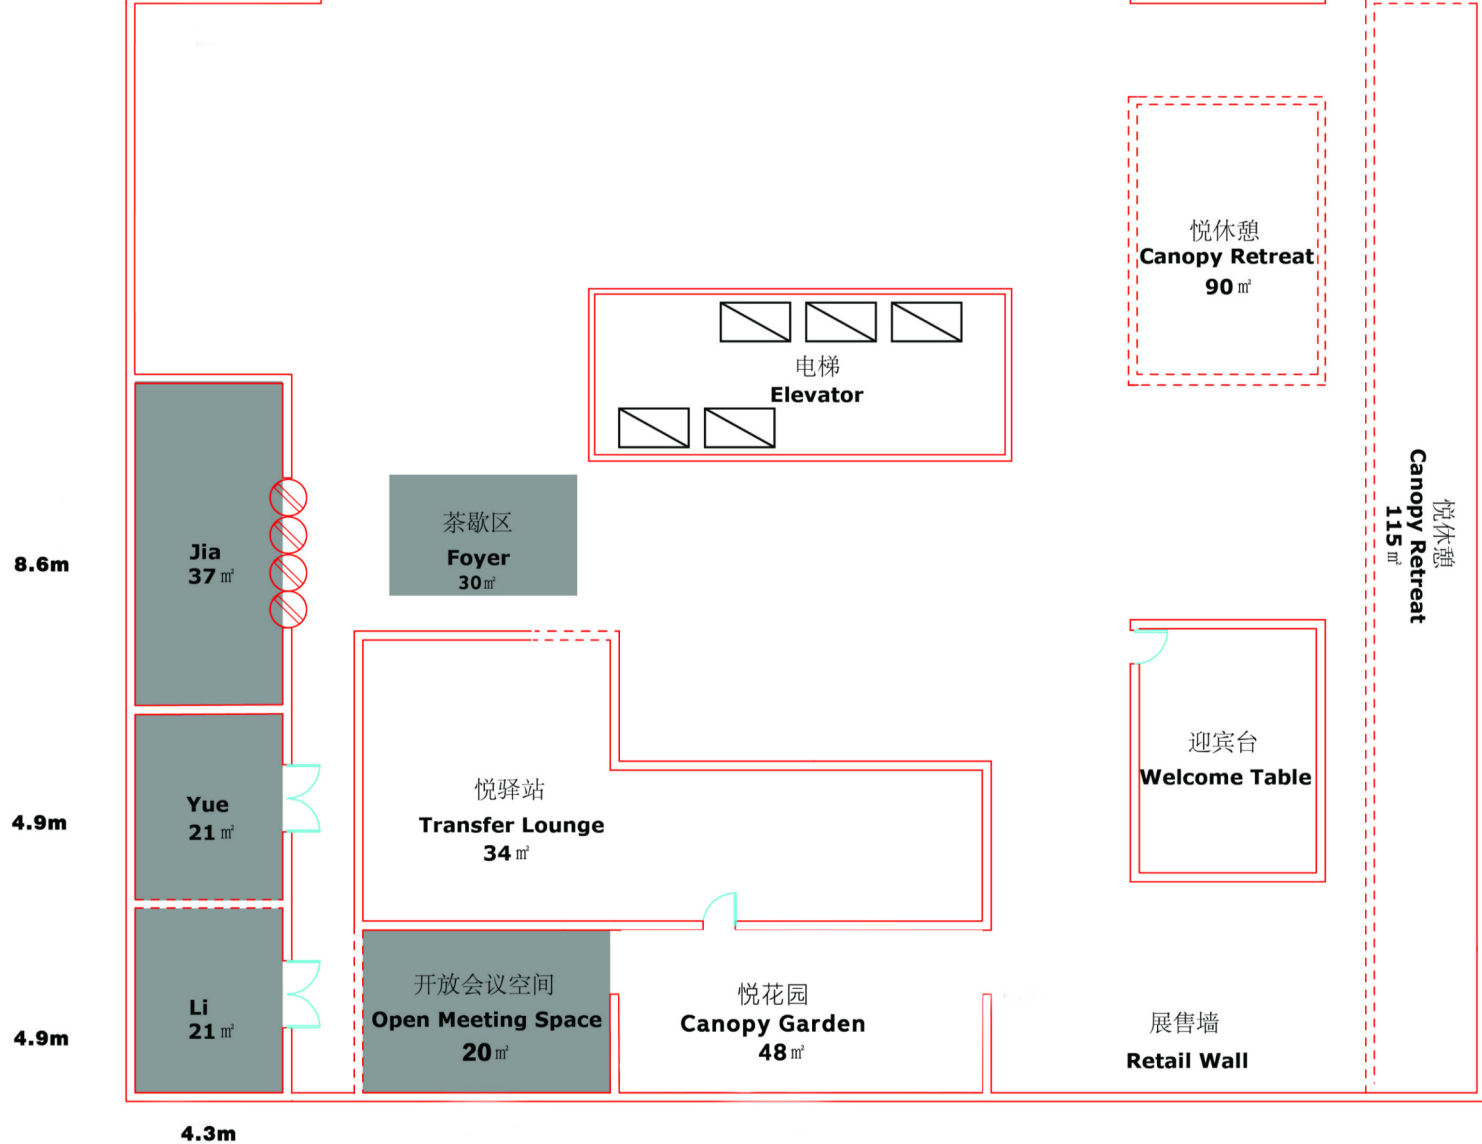 悦休憩
Canopy Retreat
90㎡
电梯
Elevator
悦休憩
Canopy Retreat
115㎡
茶歇区
Foyer
30㎡
8.6m
Jia
37㎡
迎宾台
Welcome Table
悦驿站
Transfer Lounge
34㎡
4.9m
Yue
21㎡
开放会议空间
Open Meeting Space
20㎡
悦花园
Canopy Garden
48㎡
展售墙
Retail Wall
4.9m
Li
21㎡
4.3m